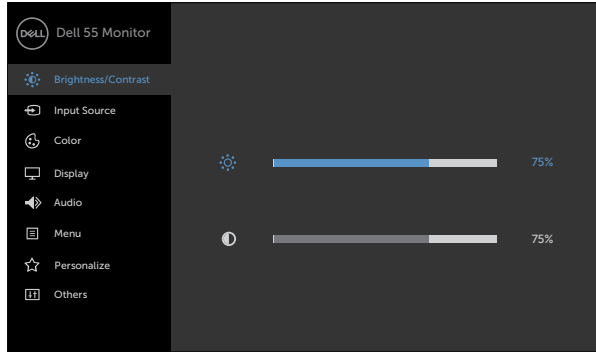 DELL Dell 55 Monitor
Brightness/Contrast
Input Source
Color
Display
75%
Audio
Menu
75%
Personalize
Others